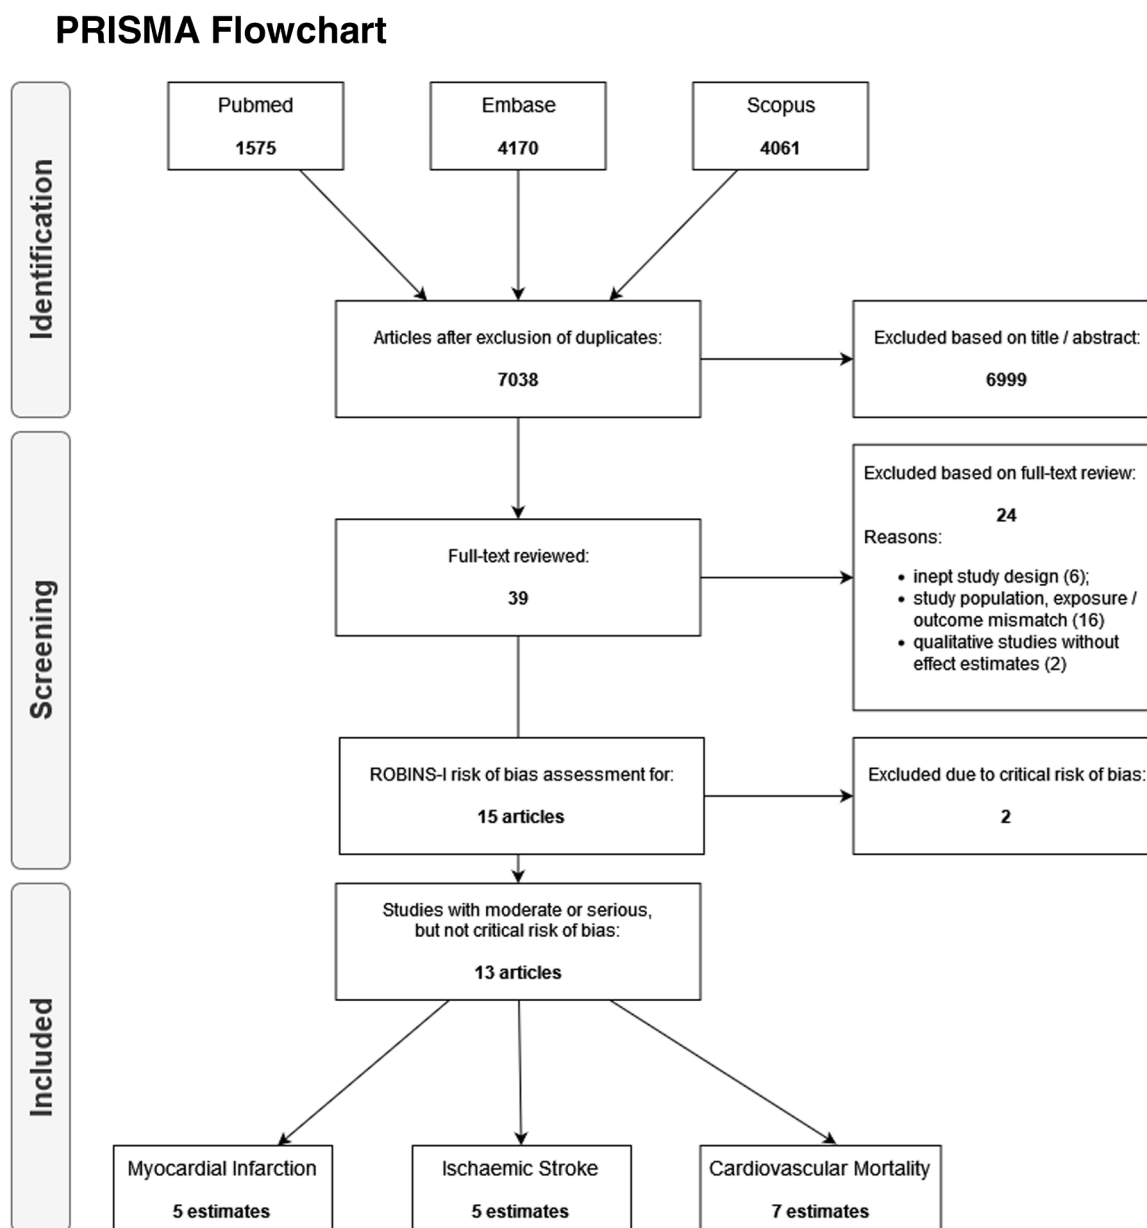 PRISMA Flowchart
Identification
Pubmed
1575
Embase
4170
Scopus
4061
Articles after exclusion of duplicates:
7038
Excluded based on title / abstract:
6999
Screening
Full-text reviewed:
39
Excluded based on full-text review:
24
Reasons:
• inept study design (6);
• study population, exposure /
outcome mismatch (16)
• qualitative studies without
effect estimates (2)
ROBINS-I risk of bias assessment for:
15 articles
Excluded due to critical risk of bias:
2
Included
Studies with moderate or serious,
but not critical risk of bias:
13 articles
Myocardial Infarction
5 estimates
Ischaemic Stroke
5 estimates
Cardiovascular Mortality
7 estimates